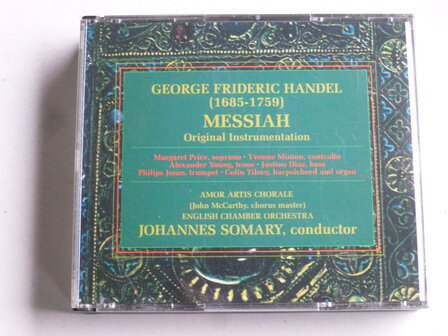 GEORGE FRIDERIC HANDEL
(1685-1759)
MESSIAH
Original Instrumentation
Margaret Price, soprano · Yvonne Minton, contralto
Alexander Young, tenor · Justino Diaz, bass
Philip Jones, trumpet · Colin Tilney, harpsichord and organ
AMOR ARTIS CHORALE
(John McCarthy, chorus master)
ENGLISH CHAMBER ORCHESTRA
JOHANNES SOMARY, conductor